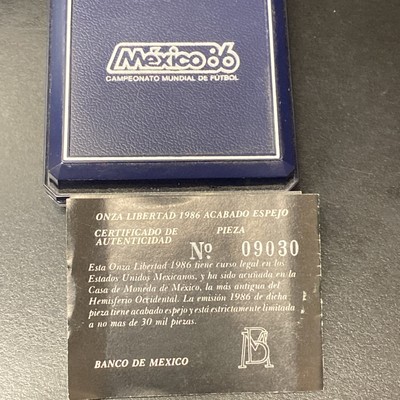 México86
CAMPEONATO MUNDIAL DE FÚTBOL
ONZA LIBERTAD 1986 ACABADO ESPEJO
CERTIFICADO DE PIEZA
AUTENTICIDAD Nº 09030
Esta Onza Libertad 1986 tiene curso legal en los
Estados Unidos Mexicanos, y ha sido acuñada en la
Casa de Moneda de México, la más antigua del
Hemisferio Occidental. La emisión 1986 de dicha
pieza tiene acabado espejo y está estrictamente limitada
a no mas de 30 mil piezas.
BANCO DE MEXICO